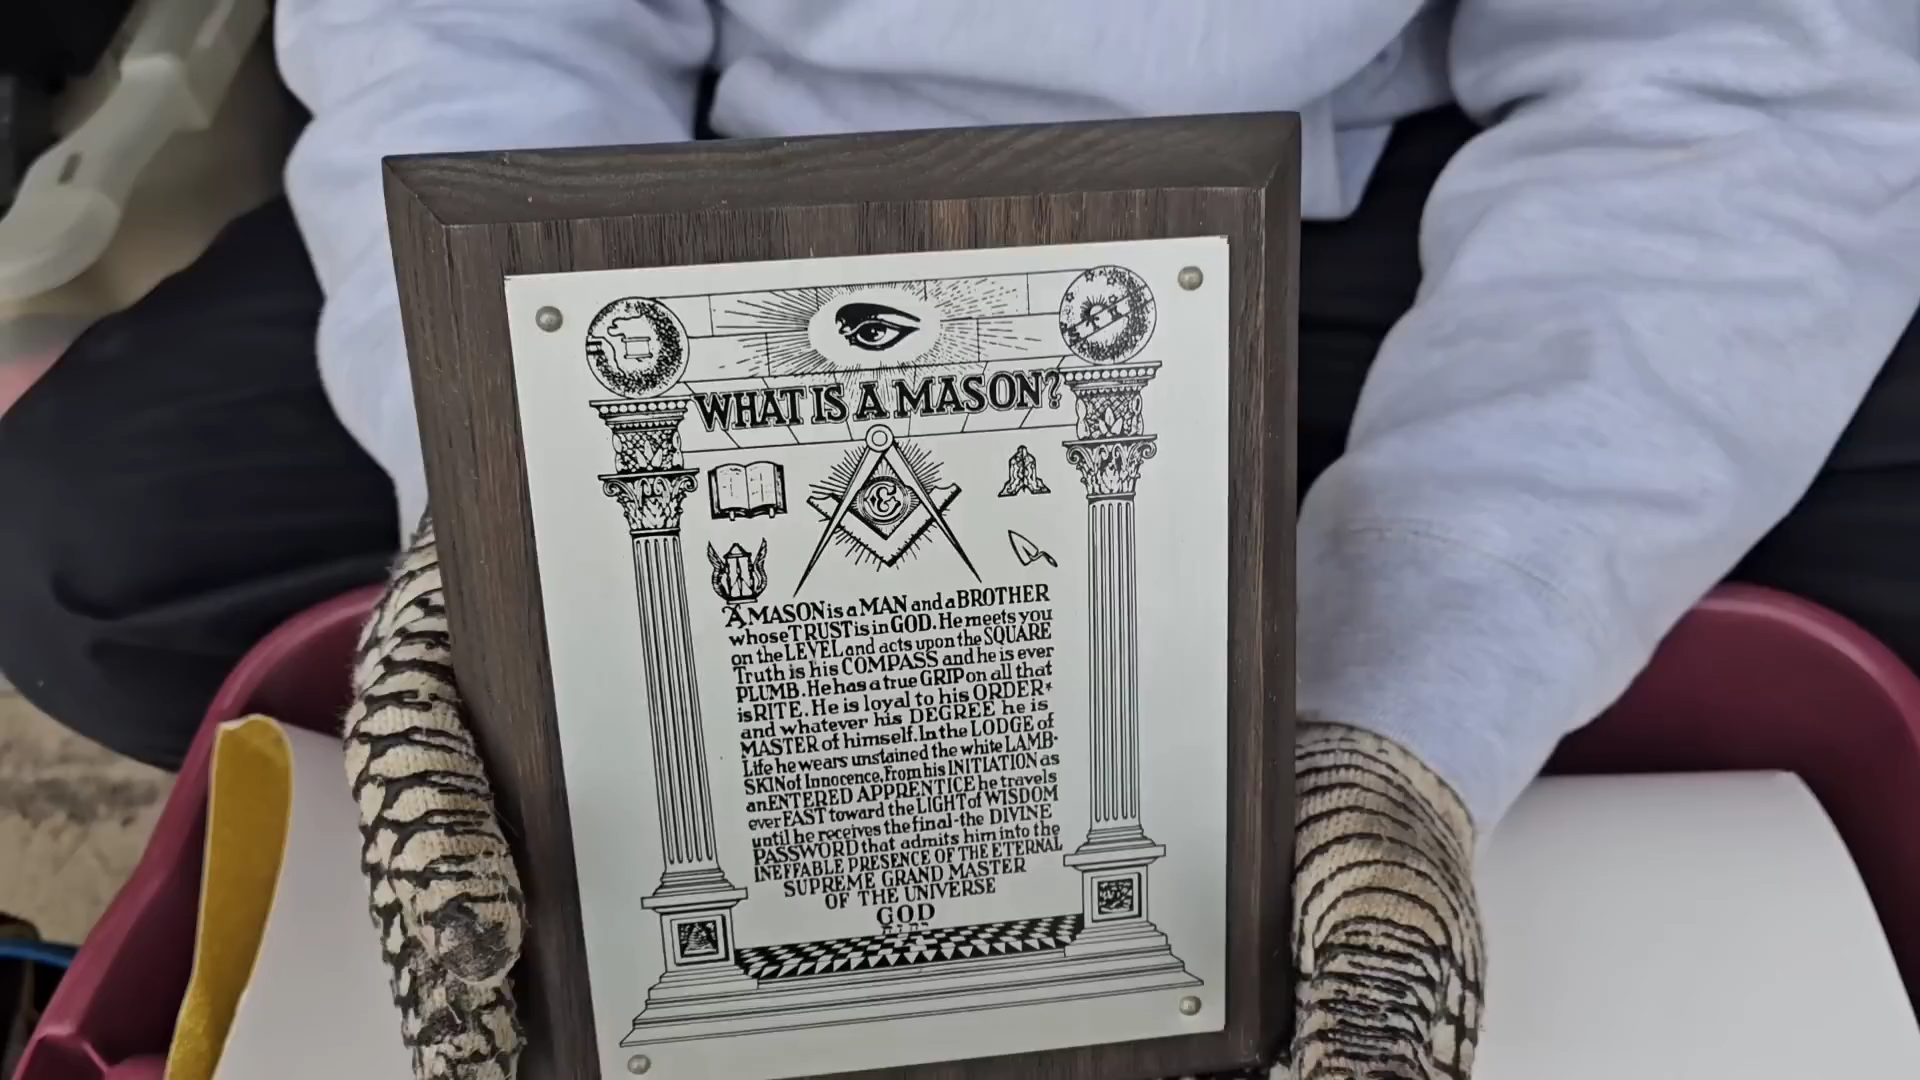 WHAT IS A MASON?
G
A MASON is a MAN and a BROTHER
whose TRUST is in GOD. He meets you
on the LEVEL and acts upon the SQUARE
Truth is his COMPASS and he is ever
PLUMB. He has a true GRIP on all that
is RITE. He is loyal to his ORDER
and whatever his DEGREE he is
MASTER of himself. In the LODGE of
Life he wears unstained the white LAMB-
SKIN of Innocence. From his INITIATION as
an ENTERED APPRENTICE he travels
ever EAST toward the LIGHT of WISDOM
until he receives the final-the DIVINE
PASSWORD that admits him into the
INEFFABLE PRESENCE OF THE ETERNAL
SUPREME GRAND MASTER
OF THE UNIVERSE
GOD